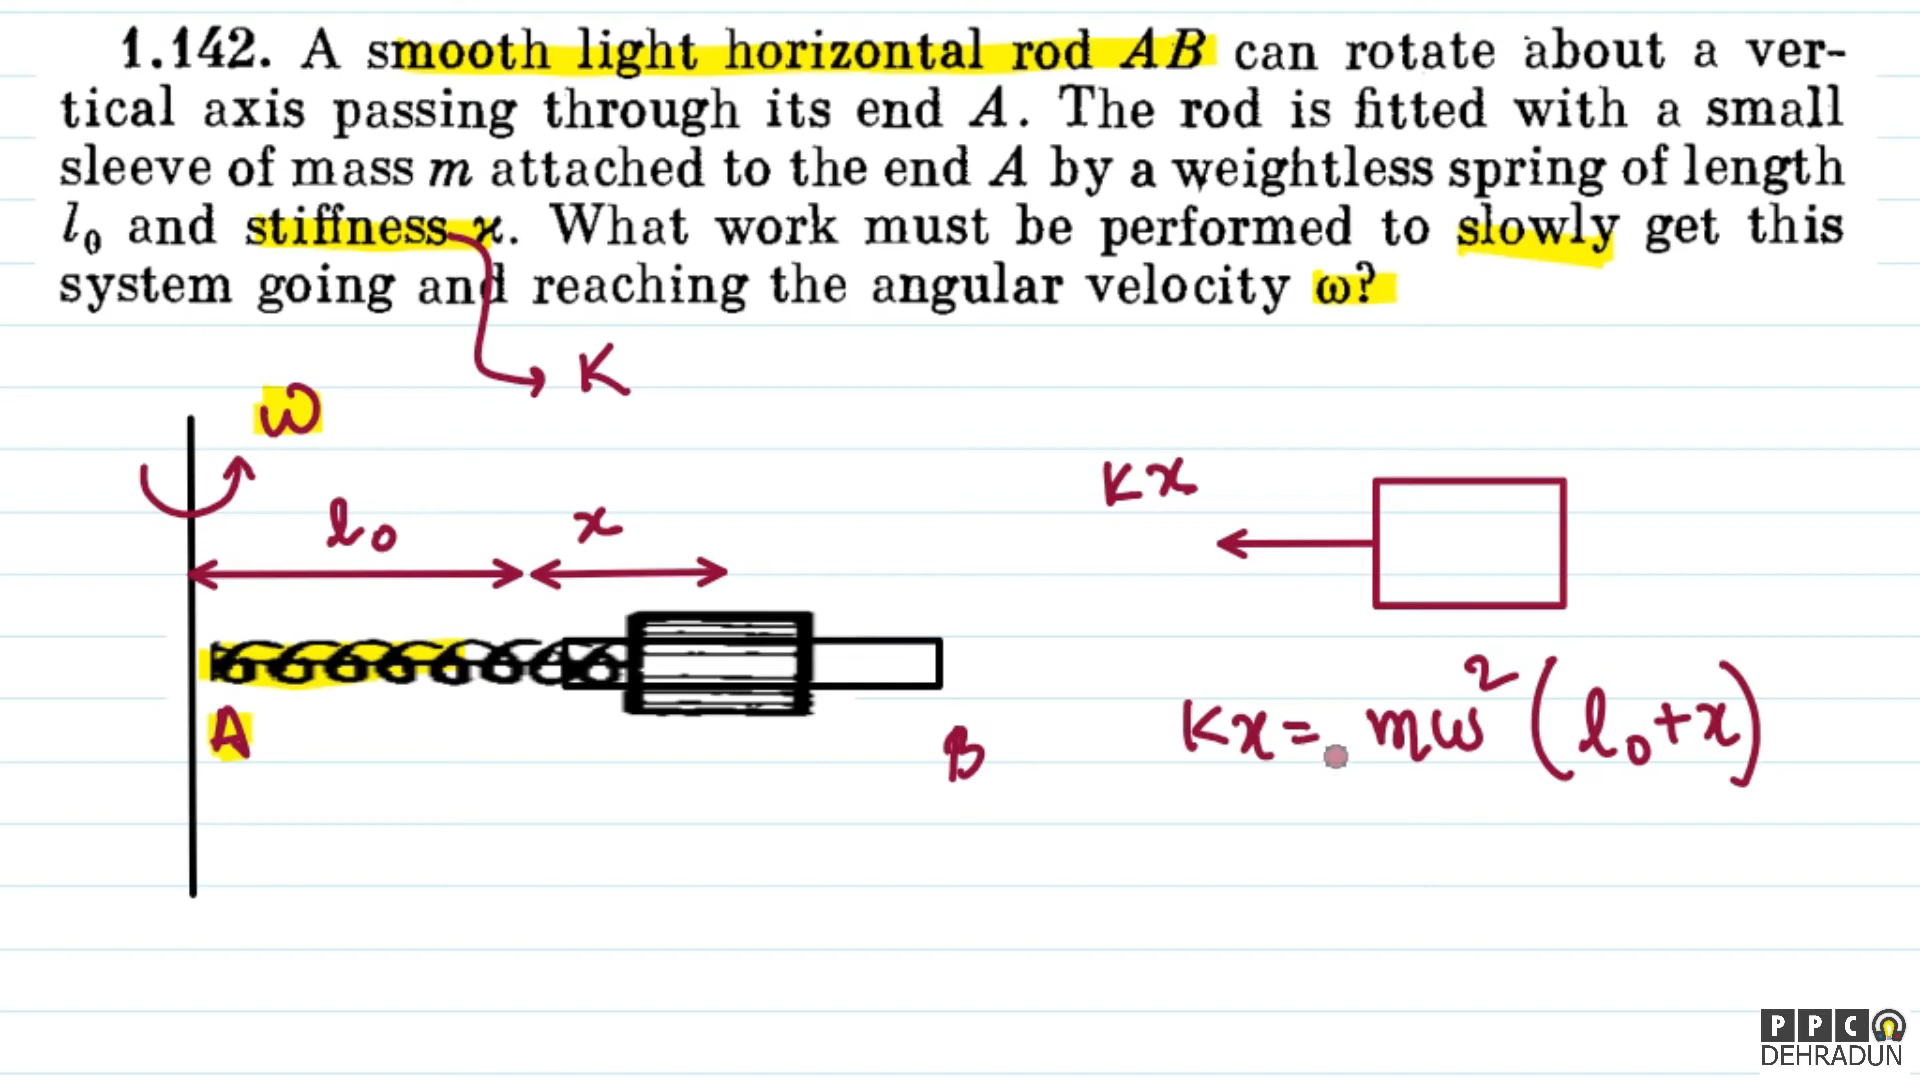 1.142. A smooth light horizontal rod AB can rotate about a ver-
tical axis passing through its end A. The rod is fitted with a small
sleeve of mass m attached to the end A by a weightless spring of length
l₀ and stiffness ϰ. What work must be performed to slowly get this
system going and reaching the angular velocity ω?
K
ω
l₀
x
Kx
A
B
Kx = mω²(l₀+x)
PPC
DEHRADUN